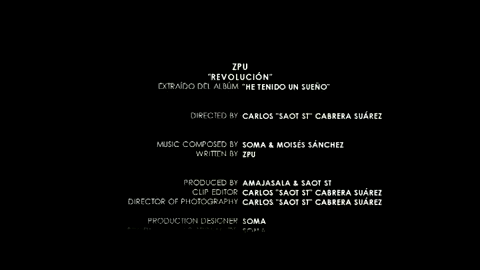 ZPU
"REVOLUCIÓN"
EXTRAÍDO DEL ALBÚM "HE TENIDO UN SUEÑO"
DIRECTED BY CARLOS "SAOT ST" CABRERA SUÁREZ
MUSIC COMPOSED BY SOMA & MOISÉS SÁNCHEZ
WRITTEN BY ZPU
PRODUCED BY AMAJASALA & SAOT ST
CLIP EDITOR CARLOS "SAOT ST" CABRERA SUÁREZ
DIRECTOR OF PHOTOGRAPHY CARLOS "SAOT ST" CABRERA SUÁREZ
PRODUCTION DESIGNER SOMA